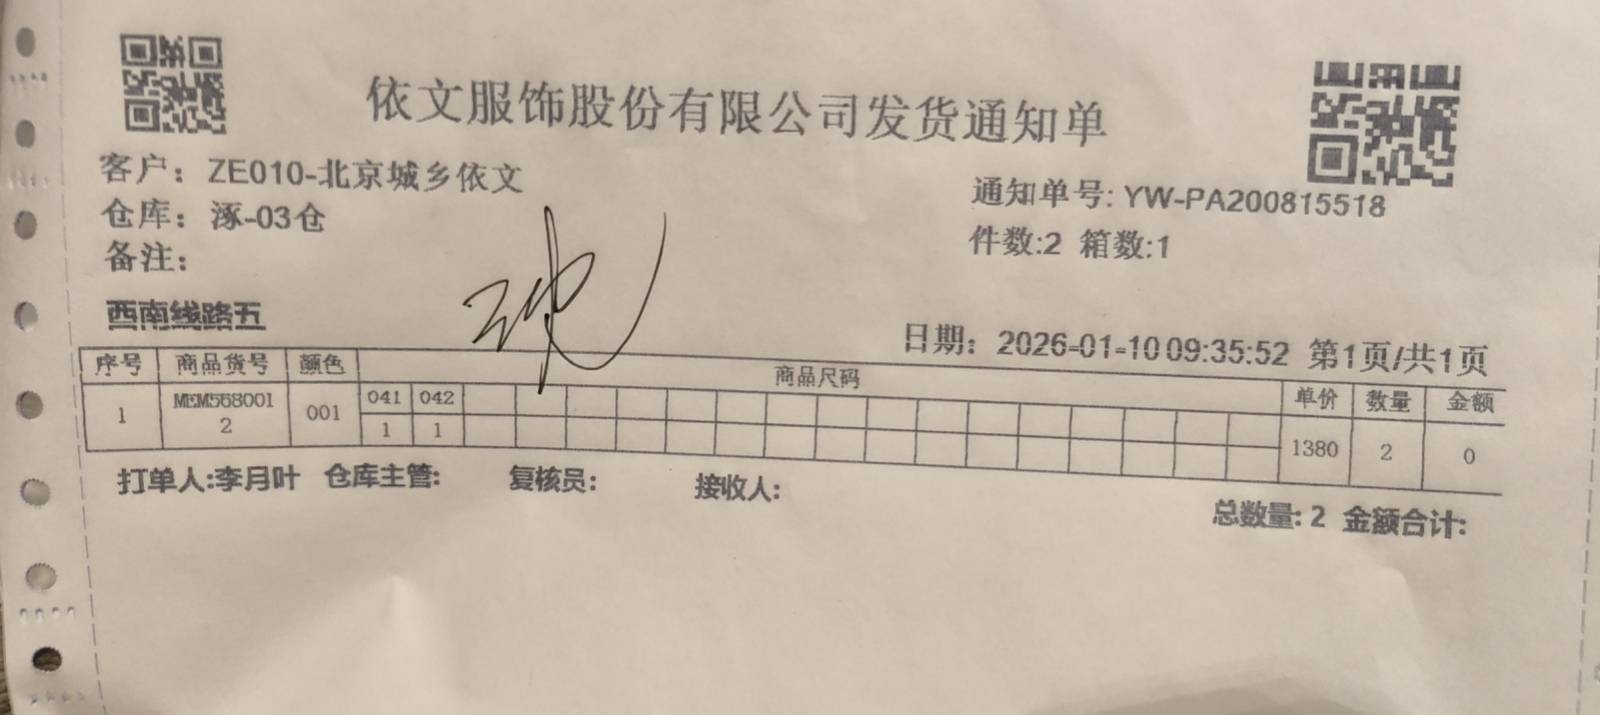 依文服饰股份有限公司发货通知单
客户：ZE010-北京城乡依文
通知单号: YW-PA200815518
仓库：涿-03仓
件数:2 箱数:1
备注：
西南线路五
日期：2026-01-10 09:35:52 第1页/共1页
序号 商品货号 颜色 商品尺码 单价 数量 金额
041 042
1 MEM5680012 001 1 1 1380 2 0
打单人:李月叶 仓库主管: 复核员: 接收人:
总数量: 2 金额合计: